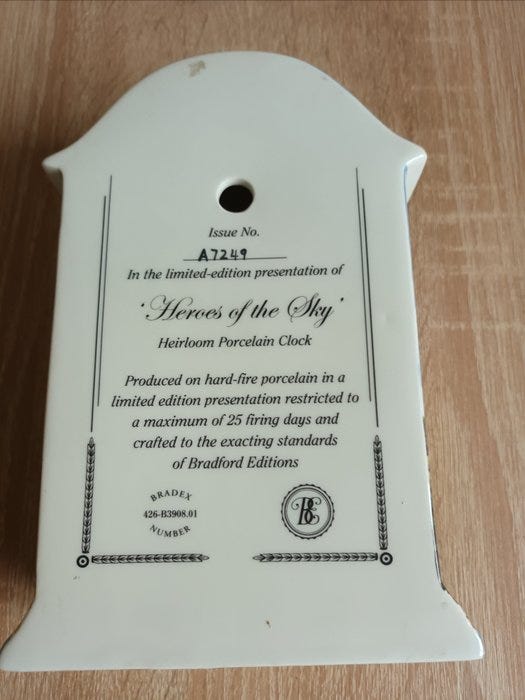 Issue No.
A7249
In the limited-edition presentation of
'Heroes of the Sky'
Heirloom Porcelain Clock
Produced on hard-fire porcelain in a
limited edition presentation restricted to
a maximum of 25 firing days and
crafted to the exacting standards
of Bradford Editions
BRADEX
426-B3908.01
NUMBER
BE